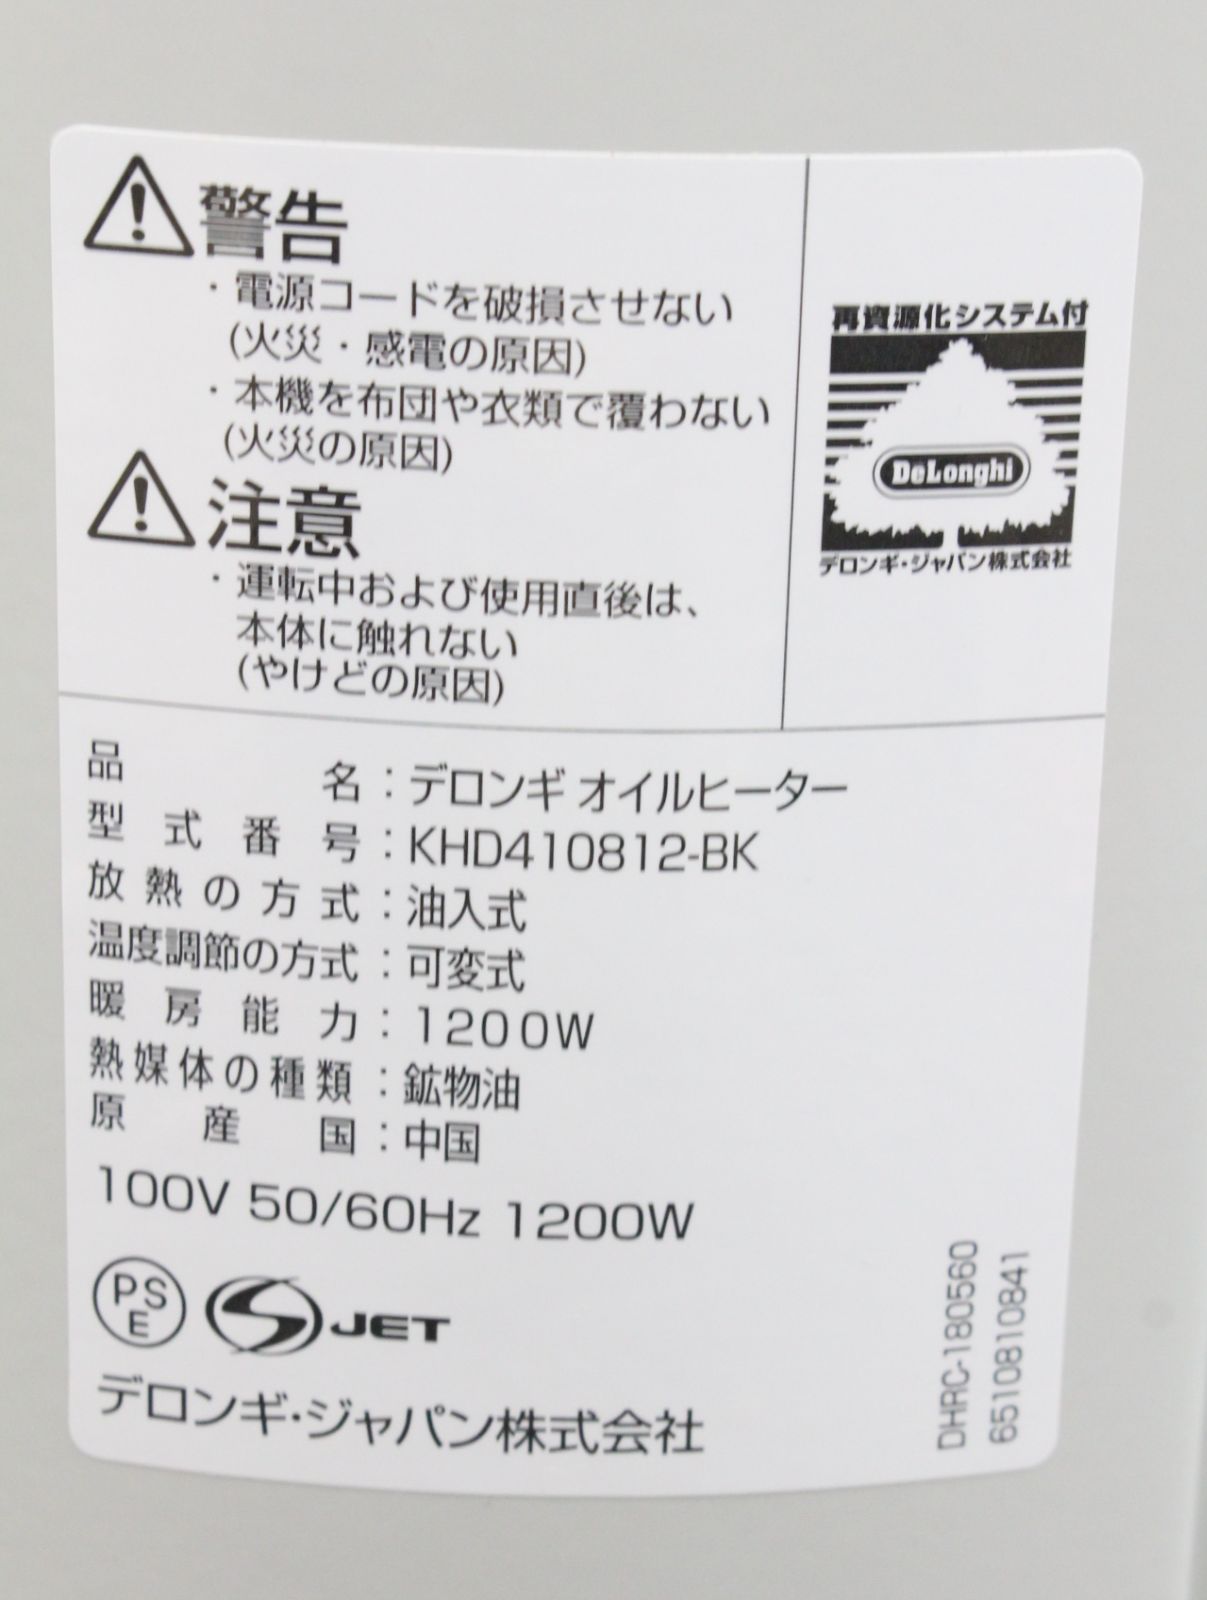 警告
・電源コードを破損させない
(火災・感電の原因)
・本機を布団や衣類で覆わない
(火災の原因)
注意
・運転中および使用直後は、
本体に触れない
(やけどの原因)
再資源化システム付
DeLonghi
デロンギ・ジャパン株式会社
品名：デロンギ オイルヒーター
型式番号：KHD410812-BK
放熱の方式：油入式
温度調節の方式：可変式
暖房能力：1200W
熱媒体の種類：鉱物油
原産国：中国
100V 50/60Hz 1200W
PSE
JET
デロンギ・ジャパン株式会社
DHRC-180560
6510810841